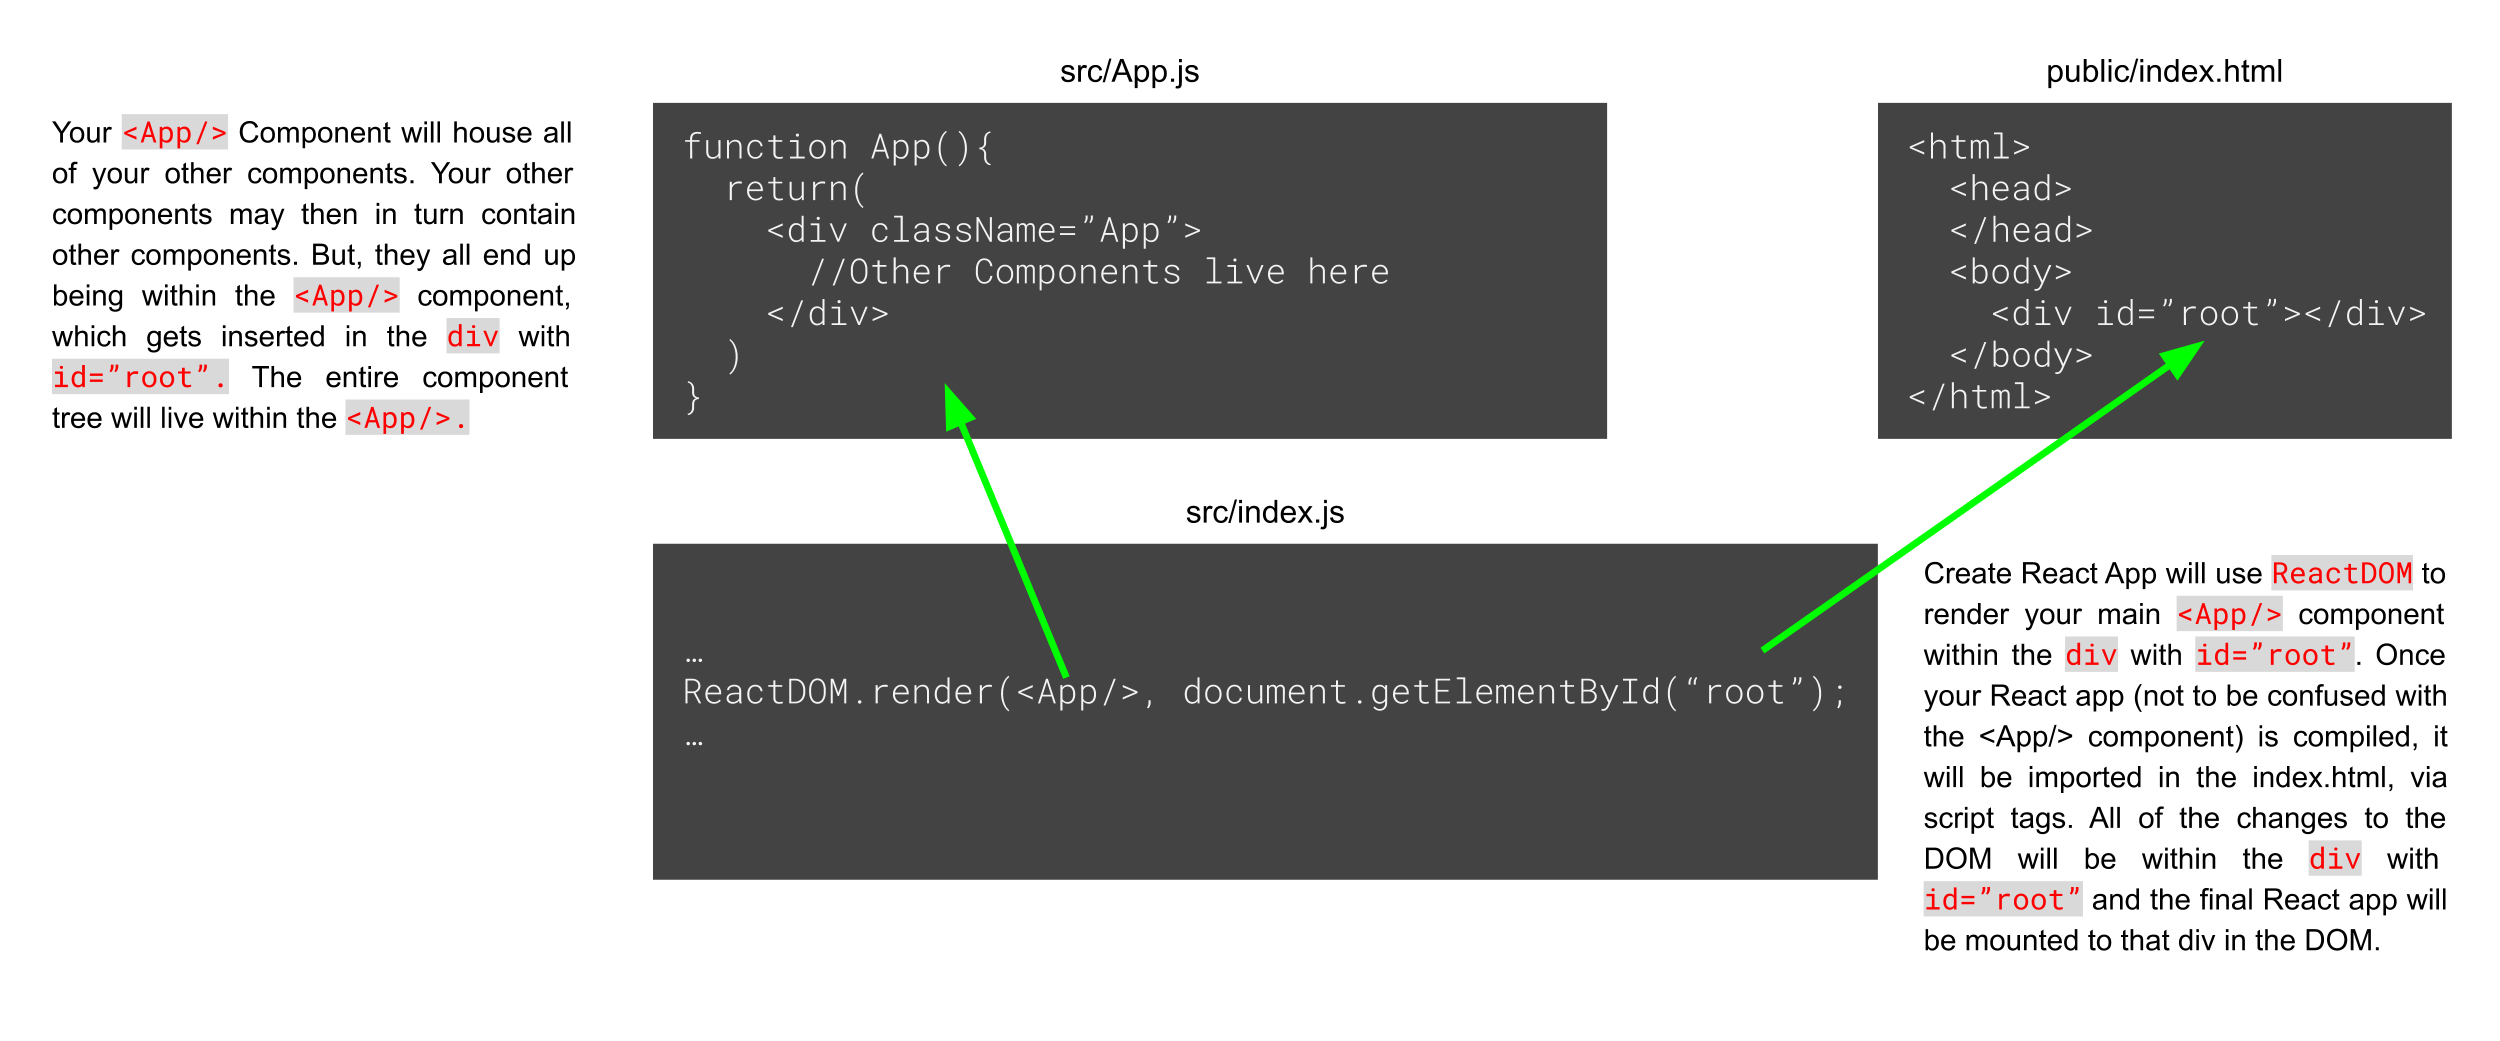 Your <App/> Component will house all
of your other components. Your other
components may then in turn contain
other components. But, they all end up
being within the <App/> component,
which gets inserted in the div with
id=”root”. The entire component
tree will live within the <App/>.
src/App.js
function App(){
return(
<div className=”App”>
//Other Components live here
</div>
)
}
public/index.html
<html>
<head>
</head>
<body>
<div id=”root”></div>
</body>
</html>
src/index.js
…
ReactDOM.render(<App/>, document.getElementById(“root”);
…
Create React App will use ReactDOM to
render your main <App/> component
within the div with id=”root”. Once
your React app (not to be confused with
the <App/> component) is compiled, it
will be imported in the index.html, via
script tags. All of the changes to the
DOM will be within the div with
id=”root” and the final React app will
be mounted to that div in the DOM.